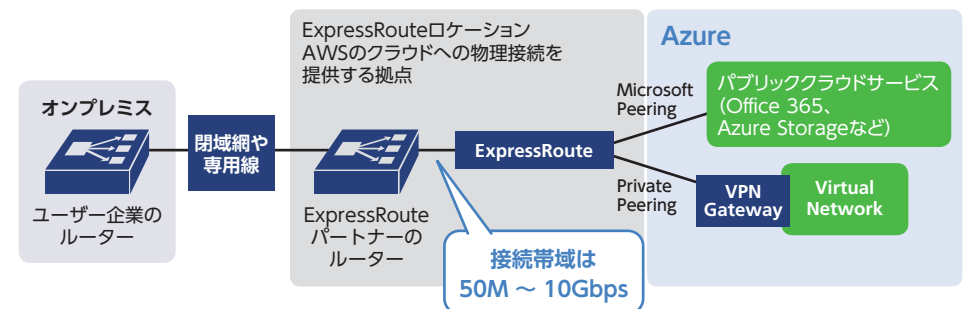 ExpressRouteロケーション
AWSのクラウドへの物理接続を
提供する拠点
Azure
オンプレミス
ユーザー企業の
ルーター
閉域網や
専用線
ExpressRoute
パートナーの
ルーター
ExpressRoute
接続帯域は
50M ~ 10Gbps
Microsoft
Peering
パブリッククラウドサービス
(Office 365、
Azure Storageなど)
Private
Peering
VPN
Gateway
Virtual
Network